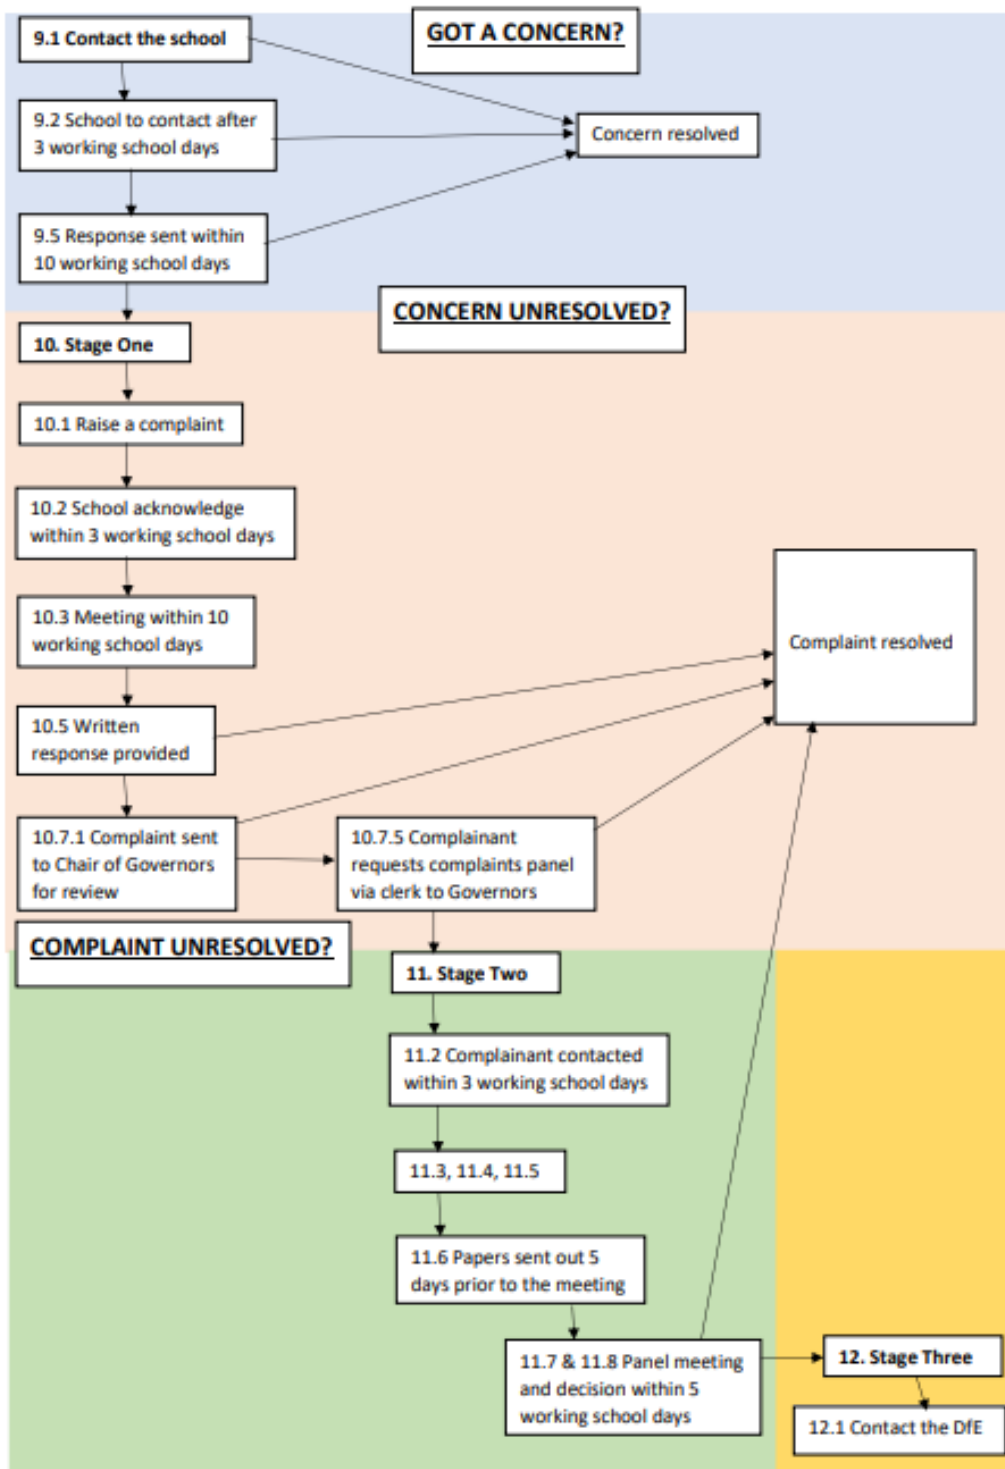 GOT A CONCERN?
9.1 Contact the school
9.2 School to contact after
3 working school days
Concern resolved
9.5 Response sent within
10 working school days
CONCERN UNRESOLVED?
10. Stage One
10.1 Raise a complaint
10.2 School acknowledge
within 3 working school days
10.3 Meeting within 10
working school days
Complaint resolved
10.5 Written
response provided
10.7.1 Complaint sent
to Chair of Governors
for review
10.7.5 Complainant
requests complaints panel
via clerk to Governors
COMPLAINT UNRESOLVED?
11. Stage Two
11.2 Complainant contacted
within 3 working school days
11.3, 11.4, 11.5
11.6 Papers sent out 5
days prior to the meeting
11.7 & 11.8 Panel meeting
and decision within 5
working school days
12. Stage Three
12.1 Contact the DfE